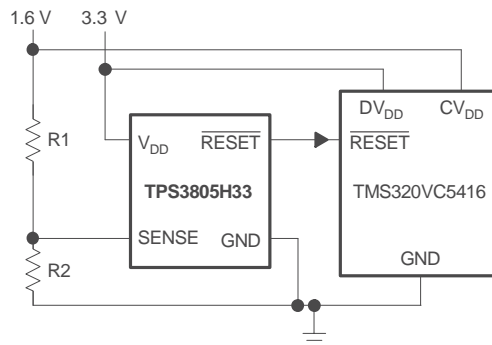 1.6 V
3.3 V
DVDD
CVDD
R1
VDD
RESET
RESET
TPS3805H33
TMS320VC5416
SENSE
GND
GND
R2